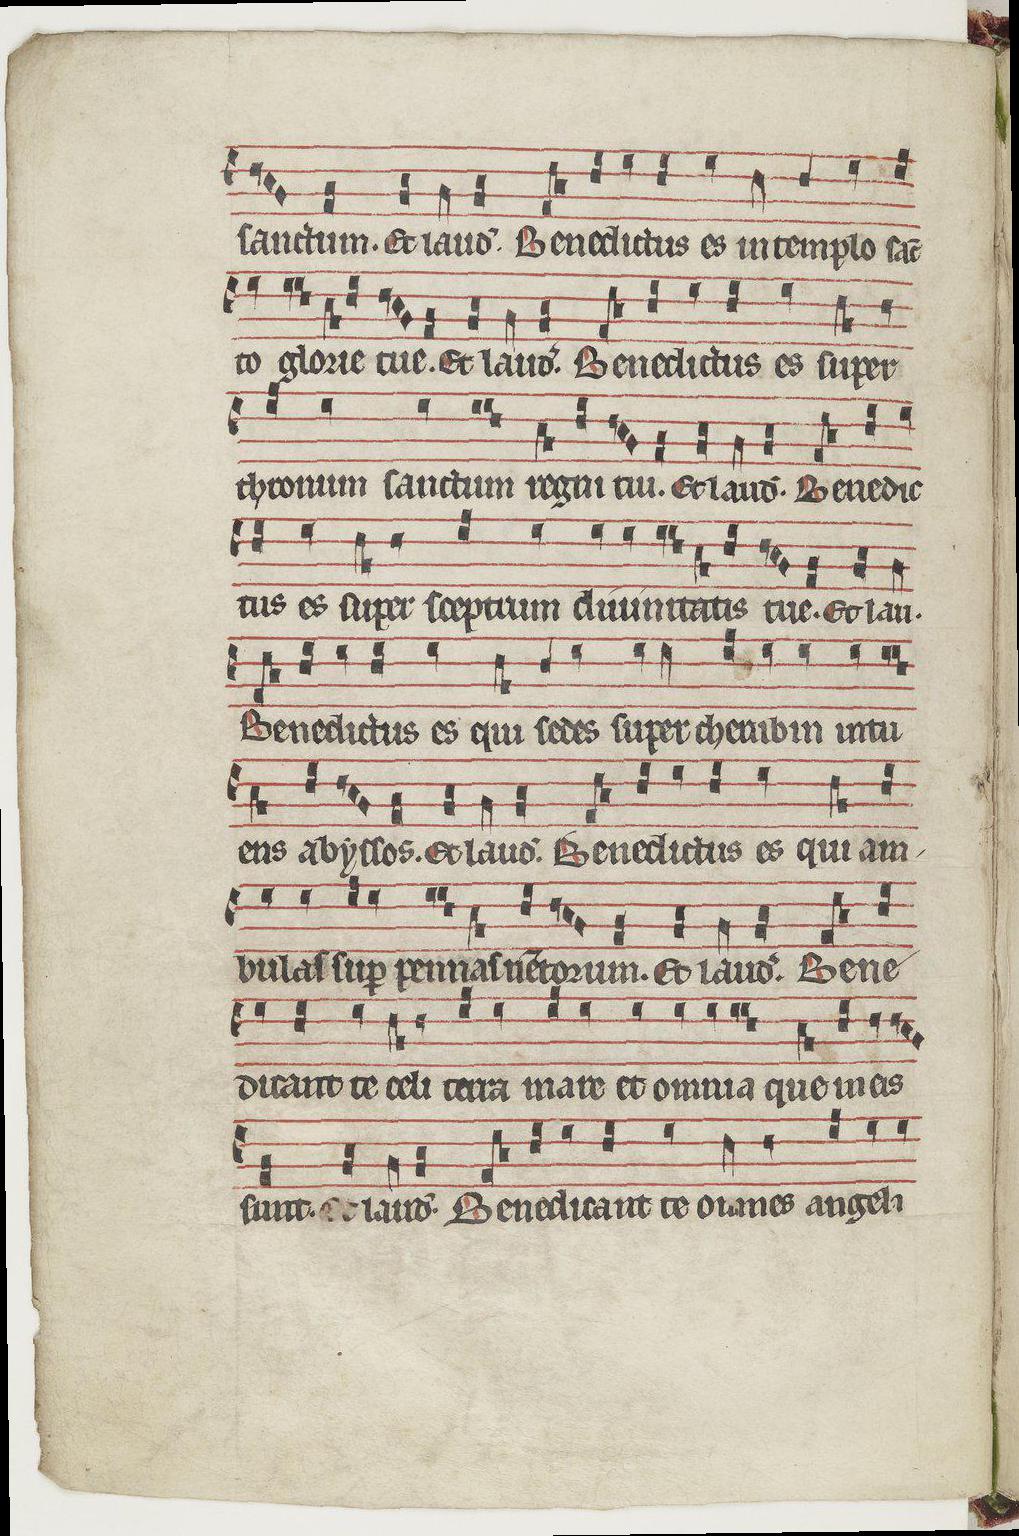 sanctum. Et laud. Benedictus es in templo sac̄
to glorie tue. Et laud. Benedictus es super
thronum sanctum regni tui. Et laud. Benedic
tus es super sceptrum diuinitatis tue. Et lau.
Benedictus es qui sedes super cherubin intu
ens abyssos. Et laud. Benedictus es qui am
bulas suꝑ pennas uētorum. Et laud. Bene
dicant te celi terra mare et omnia que in eis
sunt. Et laud. Benedicant te omnes angeli